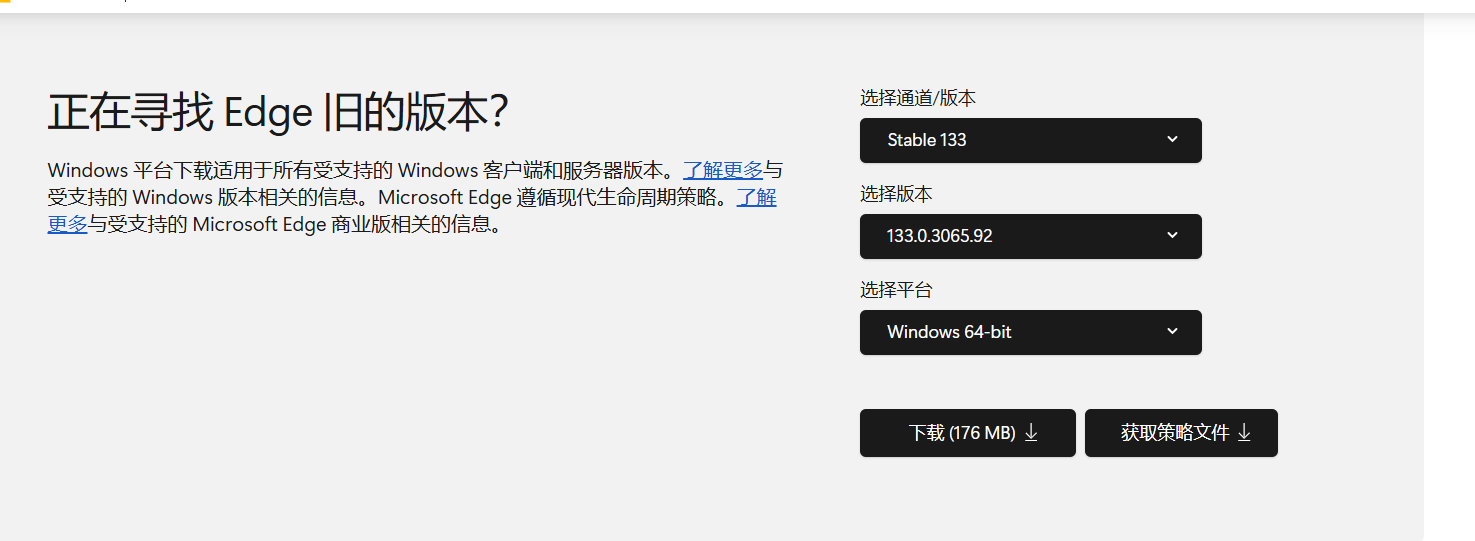 正在寻找 Edge 旧的版本?
Windows 平台下载适用于所有受支持的 Windows 客户端和服务器版本。了解更多与
受支持的 Windows 版本相关的信息。Microsoft Edge 遵循现代生命周期策略。了解
更多与受支持的 Microsoft Edge 商业版相关的信息。
选择通道/版本
Stable 133
选择版本
133.0.3065.92
选择平台
Windows 64-bit
下载 (176 MB)
获取策略文件